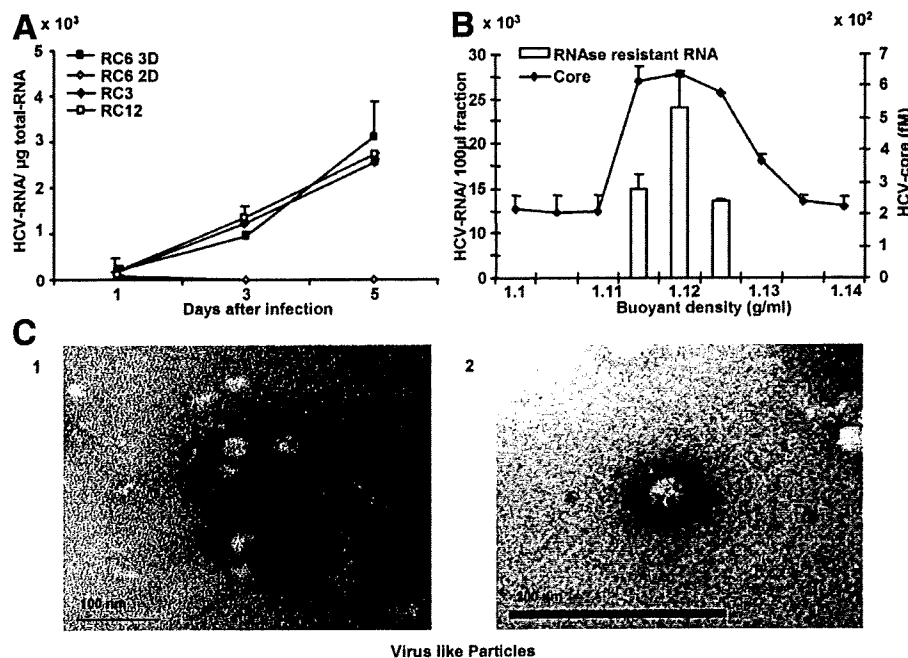 A
x 10³
HCV-RNA/ µg total-RNA
5
4
3
2
1
0
RC6 3D
RC6 2D
RC3
RC12
1 3 5
Days after infection
B
x 10³
x 10²
HCV-RNA/ 100µl fraction
30
25
20
15
10
0
RNAse resistant RNA
Core
7
6
5
4
3
2
1
0
HCV-core (fM)
1.1 1.11 1.12 1.13 1.14
Buoyant density (g/ml)
C
1
100 nm
2
100 nm
Virus like Particles